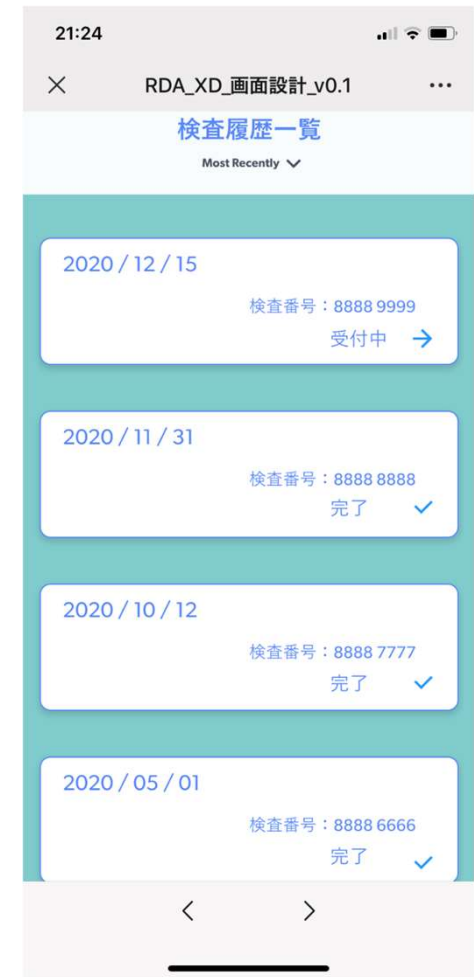 21:24
RDA_XD_画面設計_v0.1
検査履歴一覧
Most Recently
2020 / 12 / 15
検査番号：8888 9999
受付中
2020 / 11 / 31
検査番号：8888 8888
完了
2020 / 10 / 12
検査番号：8888 7777
完了
2020 / 05 / 01
検査番号：8888 6666
完了